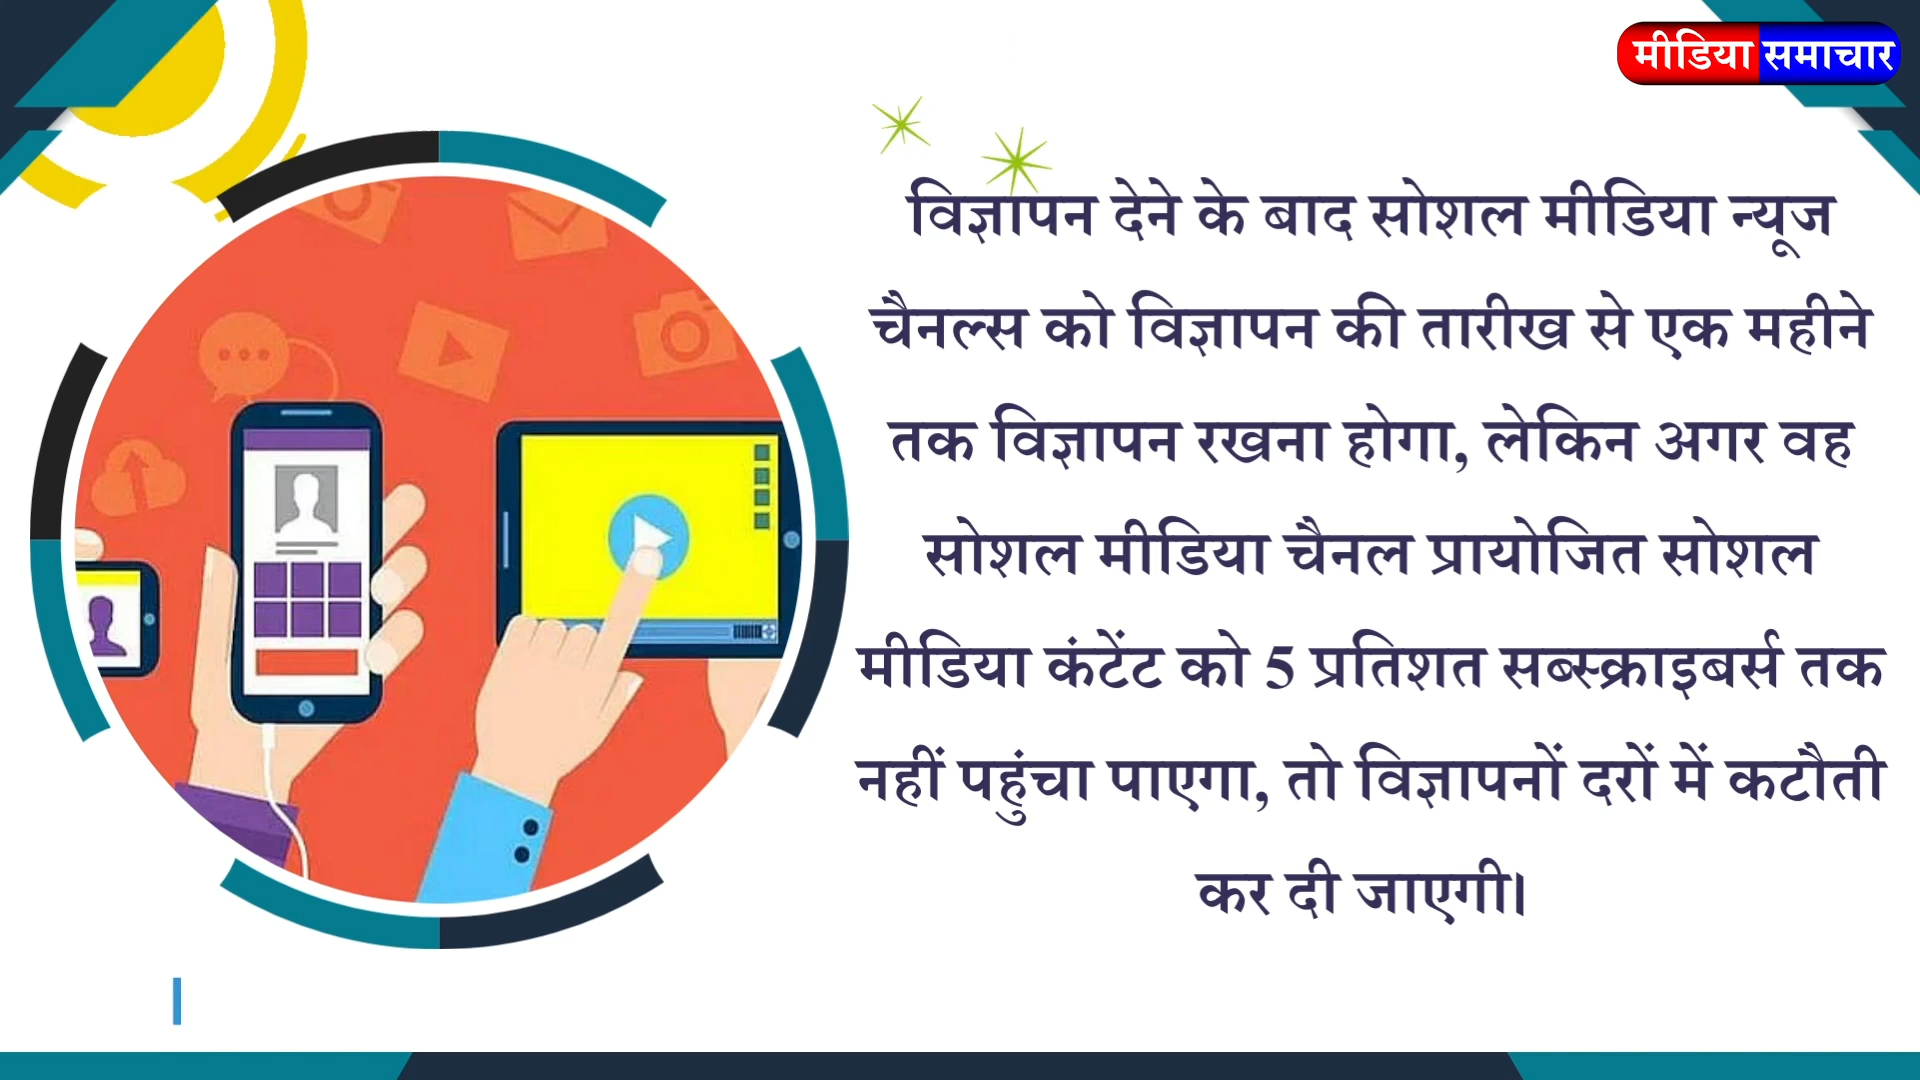 मीडिया समाचार
विज्ञापन देने के बाद सोशल मीडिया न्यूज
चैनल्स को विज्ञापन की तारीख से एक महीने
तक विज्ञापन रखना होगा, लेकिन अगर वह
सोशल मीडिया चैनल प्रायोजित सोशल
मीडिया कंटेंट को 5 प्रतिशत सब्स्क्राइबर्स तक
नहीं पहुंचा पाएगा, तो विज्ञापनों दरों में कटौती
कर दी जाएगी।